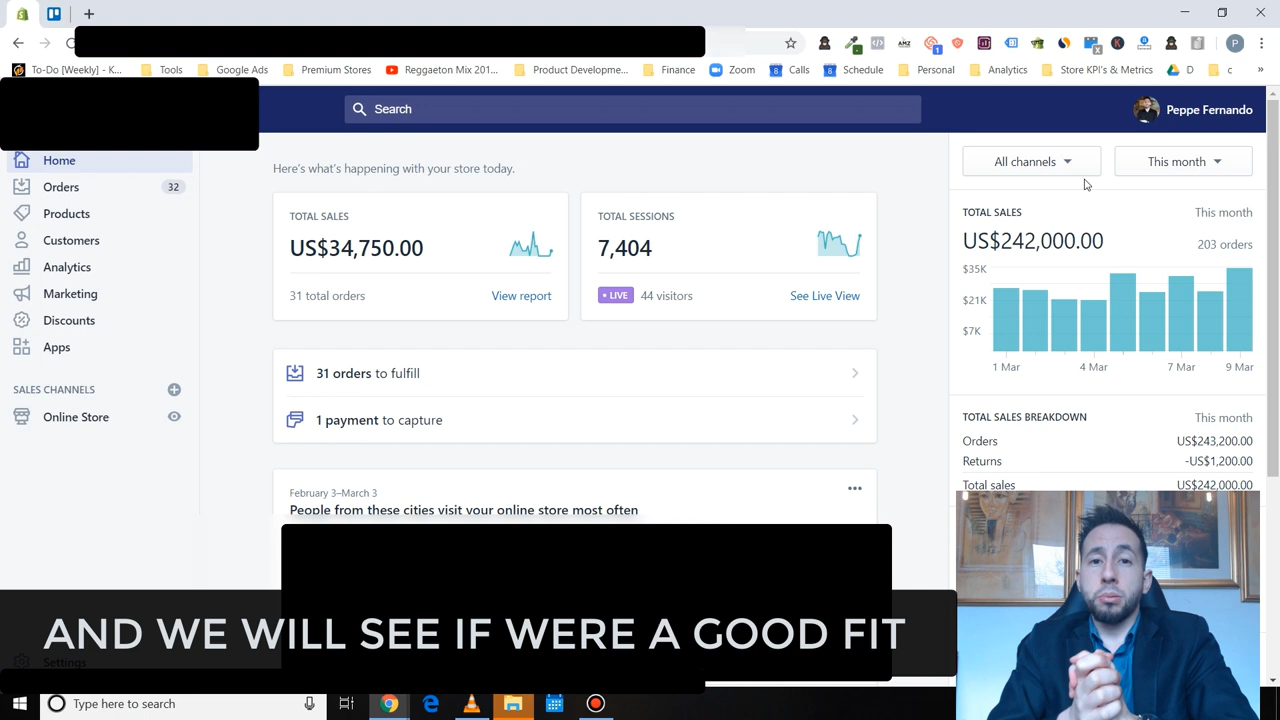 To-Do [Weekly] - K...
Tools
Google Ads
Premium Stores
Reggaeton Mix 201...
Product Developme...
Finance
Zoom
Calls
Schedule
Personal
Analytics
Store KPI's & Metrics
D
c
»
Search
Peppe Fernando
Home
Orders
32
Products
Customers
Analytics
Marketing
Discounts
Apps
SALES CHANNELS
Online Store
Settings
Here's what's happening with your store today.
TOTAL SALES
US$34,750.00
31 total orders
View report
TOTAL SESSIONS
7,404
• LIVE
44 visitors
See Live View
31 orders to fulfill
1 payment to capture
February 3–March 3
People from these cities visit your online store most often
All channels
This month
TOTAL SALES
This month
US$242,000.00
203 orders
$35K
$21K
$7K
1 Mar
4 Mar
7 Mar
9 Mar
TOTAL SALES BREAKDOWN
This month
Orders
US$243,200.00
Returns
-US$1,200.00
Total sales
US$242,000.00
AND WE WILL SEE IF WERE A GOOD FIT
Type here to search